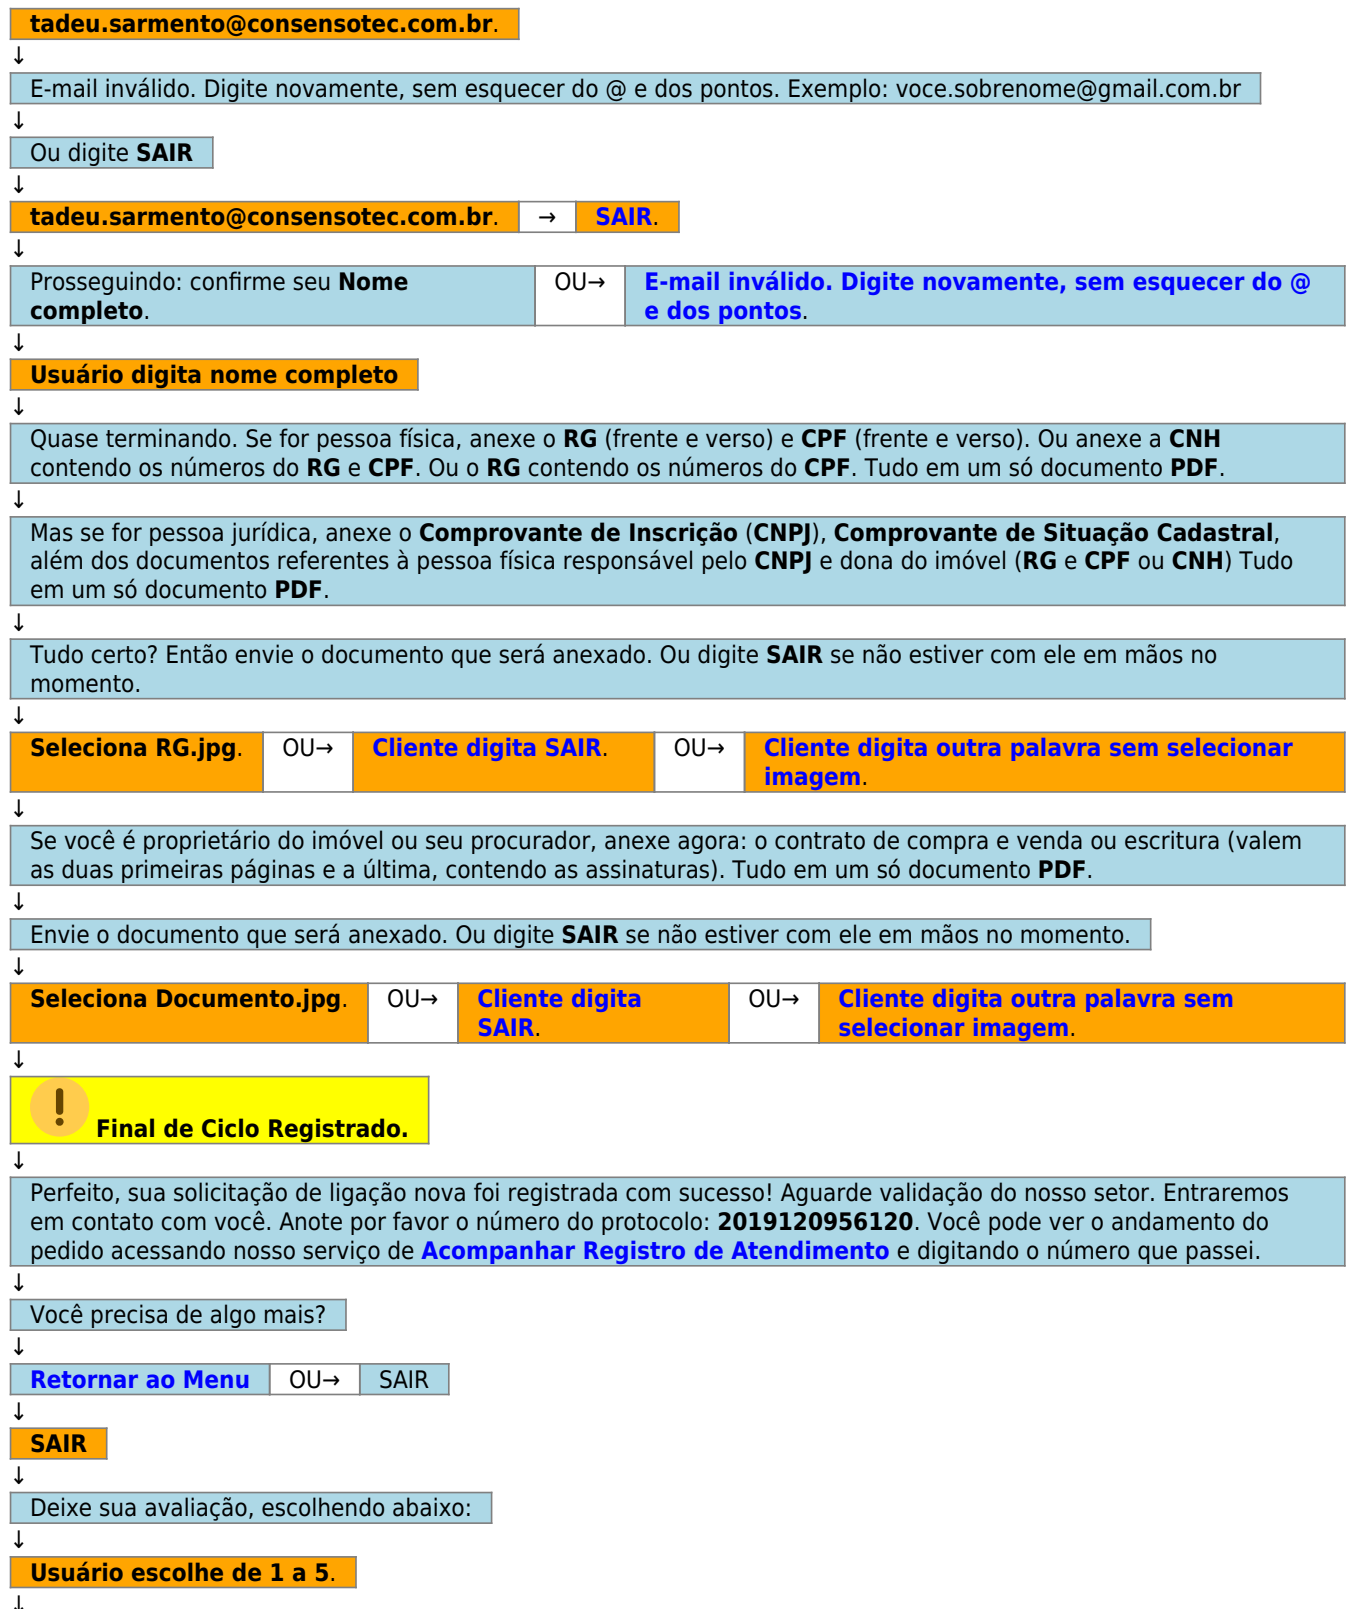 tadeu.sarmento@consensotec.com.br.
↓
E-mail inválido. Digite novamente, sem esquecer do @ e dos pontos. Exemplo: voce.sobrenome@gmail.com.br
↓
Ou digite SAIR
↓
tadeu.sarmento@consensotec.com.br. → SAIR.
↓
Prosseguindo: confirme seu Nome OU→ E-mail inválido. Digite novamente, sem esquecer do @
completo. e dos pontos.
↓
Usuário digita nome completo
↓
Quase terminando. Se for pessoa física, anexe o RG (frente e verso) e CPF (frente e verso). Ou anexe a CNH
contendo os números do RG e CPF. Ou o RG contendo os números do CPF. Tudo em um só documento PDF.
↓
Mas se for pessoa jurídica, anexe o Comprovante de Inscrição (CNPJ), Comprovante de Situação Cadastral,
além dos documentos referentes à pessoa física responsável pelo CNPJ e dona do imóvel (RG e CPF ou CNH) Tudo
em um só documento PDF.
↓
Tudo certo? Então envie o documento que será anexado. Ou digite SAIR se não estiver com ele em mãos no
momento.
↓
Seleciona RG.jpg. OU→ Cliente digita SAIR. OU→ Cliente digita outra palavra sem selecionar
imagem.
↓
Se você é proprietário do imóvel ou seu procurador, anexe agora: o contrato de compra e venda ou escritura (valem
as duas primeiras páginas e a última, contendo as assinaturas). Tudo em um só documento PDF.
↓
Envie o documento que será anexado. Ou digite SAIR se não estiver com ele em mãos no momento.
↓
Seleciona Documento.jpg. OU→ Cliente digita OU→ Cliente digita outra palavra sem
SAIR. selecionar imagem.
↓
! Final de Ciclo Registrado.
↓
Perfeito, sua solicitação de ligação nova foi registrada com sucesso! Aguarde validação do nosso setor. Entraremos
em contato com você. Anote por favor o número do protocolo: 2019120956120. Você pode ver o andamento do
pedido acessando nosso serviço de Acompanhar Registro de Atendimento e digitando o número que passei.
↓
Você precisa de algo mais?
↓
Retornar ao Menu OU→ SAIR
↓
SAIR
↓
Deixe sua avaliação, escolhendo abaixo:
↓
Usuário escolhe de 1 a 5.
↓